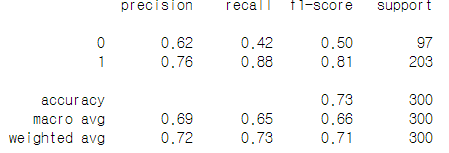 precision recall f1-score support
0 0.62 0.42 0.50 97
1 0.76 0.88 0.81 203
accuracy 0.73 300
macro avg 0.69 0.65 0.66 300
weighted avg 0.72 0.73 0.71 300